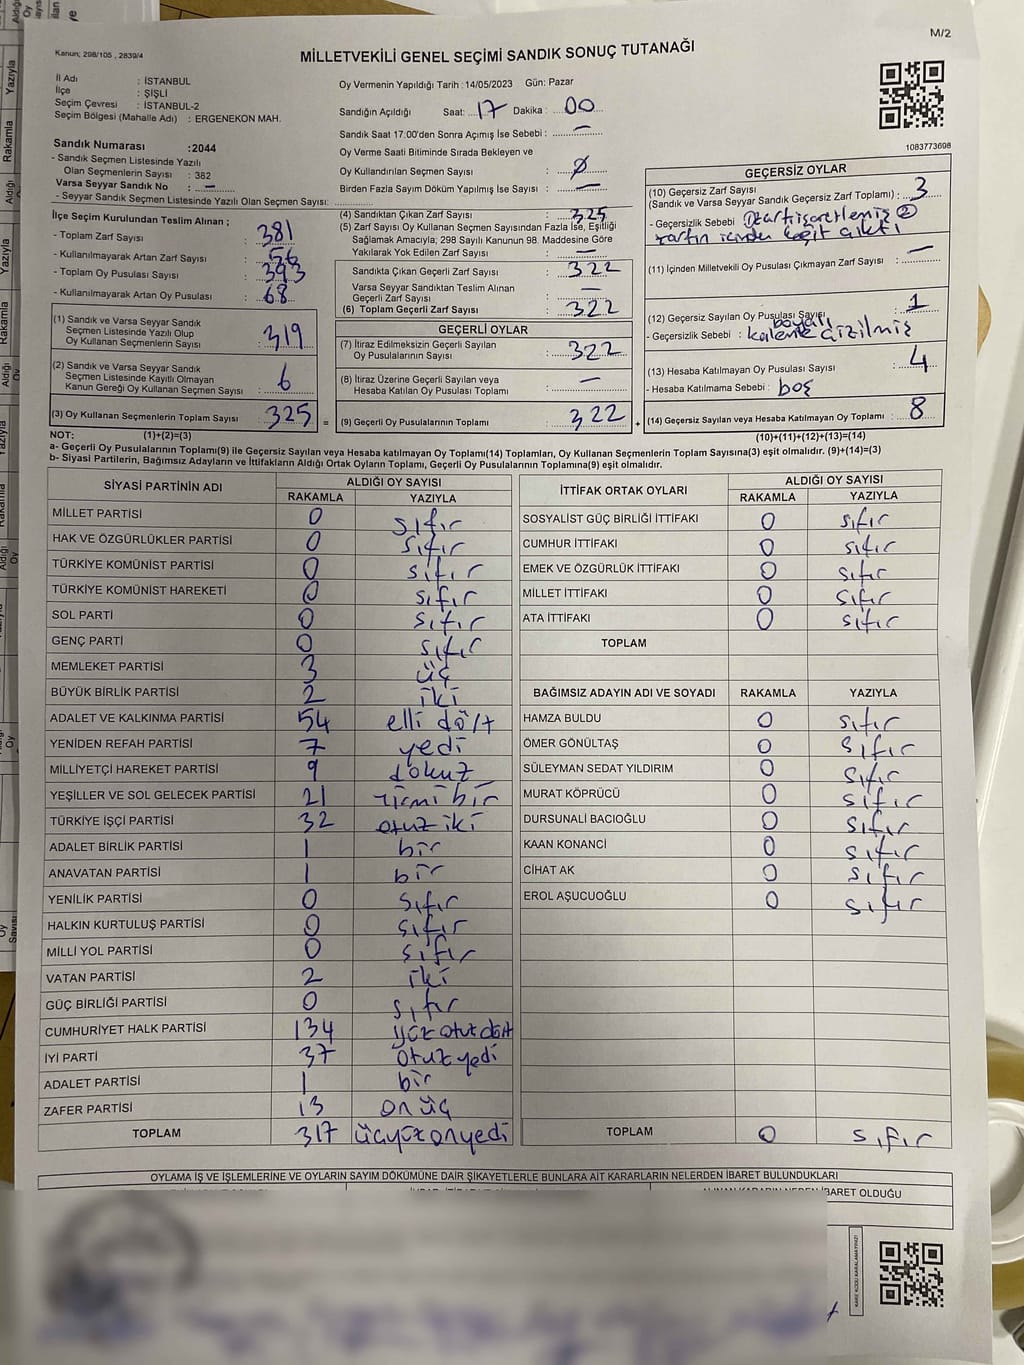 M/2
Kanun; 298/105 , 2839/4
MİLLETVEKİLİ GENEL SEÇİMİ SANDIK SONUÇ TUTANAĞI
İl Adı : İSTANBUL
İlçe : ŞİŞLİ
Seçim Çevresi : İSTANBUL-2
Seçim Bölgesi (Mahalle Adı) : ERGENEKON MAH.
Sandık Numarası :2044
- Sandık Seçmen Listesinde Yazılı
Olan Seçmenlerin Sayısı : 382
Varsa Seyyar Sandık No : –
- Seyyar Sandık Seçmen Listesinde Yazılı Olan Seçmen Sayısı:
Oy Vermenin Yapıldığı Tarih : 14/05/2023 Gün: Pazar
Sandığın Açıldığı Saat: 17 Dakika : 00
Sandık Saat 17:00'den Sonra Açımış İse Sebebi : –
Oy Verme Saati Bitiminde Sırada Bekleyen ve
Oy Kullandırılan Seçmen Sayısı : Ø
Birden Fazla Sayım Döküm Yapılmış İse Sayısı : –
1083773698
İlçe Seçim Kurulundan Teslim Alınan ;
- Toplam Zarf Sayısı : 381
- Kullanılmayarak Artan Zarf Sayısı : 56
- Toplam Oy Pusulası Sayısı : 393
- Kullanılmayarak Artan Oy Pusulası : 68
(1) Sandık ve Varsa Seyyar Sandık
Seçmen Listesinde Yazılı Olup
Oy Kullanan Seçmenlerin Sayısı : 319
(2) Sandık ve Varsa Seyyar Sandık
Seçmen Listesinde Kayıtlı Olmayan
Kanun Gereği Oy Kullanan Seçmen Sayısı : 6
(3) Oy Kullanan Seçmenlerin Toplam Sayısı : 325 =
(4) Sandıktan Çıkan Zarf Sayısı : 325
(5) Zarf Sayısı Oy Kullanan Seçmen Sayısından Fazla İse, Eşitliği
Sağlamak Amacıyla; 298 Sayılı Kanunun 98. Maddesine Göre
Yakılarak Yok Edilen Zarf Sayısı : –
Sandıkta Çıkan Geçerli Zarf Sayısı : 322
Varsa Seyyar Sandıktan Teslim Alınan
Geçerli Zarf Sayısı : –
(6) Toplam Geçerli Zarf Sayısı : 322
GEÇERLİ OYLAR
(7) İtiraz Edilmeksizin Geçerli Sayılan
Oy Pusulalarının Sayısı : 322
(8) İtiraz Üzerine Geçerli Sayılan veya
Hesaba Katılan Oy Pusulası Toplamı : –
(9) Geçerli Oy Pusulalarının Toplamı : 322 +
GEÇERSİZ OYLAR
(10) Geçersiz Zarf Sayısı
(Sandık ve Varsa Seyyar Sandık Geçersiz Zarf Toplamı) : 3
- Geçersizlik Sebebi : zarf işaretlemiş ②
zarfın içinden kağıt çıktı
(11) İçinden Milletvekili Oy Pusulası Çıkmayan Zarf Sayısı : –
(12) Geçersiz Sayılan Oy Pusulası Sayısı : 1
- Geçersizlik Sebebi : boyalı kalemle çizilmiş
(13) Hesaba Katılmayan Oy Pusulası Sayısı : 4
- Hesaba Katılmama Sebebi : boş
(14) Geçersiz Sayılan veya Hesaba Katılmayan Oy Toplamı : 8
NOT: (1)+(2)=(3) (10)+(11)+(12)+(13)=(14)
a- Geçerli Oy Pusulalarının Toplamı(9) ile Geçersiz Sayılan veya Hesaba Katılmayan Oy Toplamı(14) Toplamları, Oy Kullanan Seçmenlerin Toplam Sayısına(3) eşit olmalıdır. (9)+(14)=(3)
b- Siyasi Partilerin, Bağımsız Adayların ve İttifakların Aldığı Ortak Oyların Toplamı, Geçerli Oy Pusulalarının Toplamına(9) eşit olmalıdır.
SİYASİ PARTİNİN ADI ALDIĞI OY SAYISI
RAKAMLA YAZIYLA
MİLLET PARTİSİ 0 sıfır
HAK VE ÖZGÜRLÜKLER PARTİSİ 0 sıfır
TÜRKİYE KOMÜNİST PARTİSİ 0 sıfır
TÜRKİYE KOMÜNİST HAREKETİ 0 sıfır
SOL PARTİ 0 sıfır
GENÇ PARTİ 0 sıfır
MEMLEKET PARTİSİ 3 üç
BÜYÜK BİRLİK PARTİSİ 2 iki
ADALET VE KALKINMA PARTİSİ 54 elli dört
YENİDEN REFAH PARTİSİ 7 yedi
MİLLİYETÇİ HAREKET PARTİSİ 9 dokuz
YEŞİLLER VE SOL GELECEK PARTİSİ 21 yirmi bir
TÜRKİYE İŞÇİ PARTİSİ 32 otuz iki
ADALET BİRLİK PARTİSİ 1 bir
ANAVATAN PARTİSİ 1 bir
YENİLİK PARTİSİ 0 sıfır
HALKIN KURTULUŞ PARTİSİ 0 sıfır
MİLLİ YOL PARTİSİ 0 sıfır
VATAN PARTİSİ 2 iki
GÜÇ BİRLİĞİ PARTİSİ 0 sıfır
CUMHURİYET HALK PARTİSİ 134 yüz otuz dört
İYİ PARTİ 37 otuz yedi
ADALET PARTİSİ 1 bir
ZAFER PARTİSİ 13 on üç
TOPLAM 317 üçyüz onyedi
İTTİFAK ORTAK OYLARI ALDIĞI OY SAYISI
RAKAMLA YAZIYLA
SOSYALİST GÜÇ BİRLİĞİ İTTİFAKI 0 sıfır
CUMHUR İTTİFAKI 0 sıfır
EMEK VE ÖZGÜRLÜK İTTİFAKI 0 sıfır
MİLLET İTTİFAKI 0 sıfır
ATA İTTİFAKI 0 sıfır
TOPLAM
BAĞIMSIZ ADAYIN ADI VE SOYADI RAKAMLA YAZIYLA
HAMZA BULDU 0 sıfır
ÖMER GÖNÜLTAŞ 0 sıfır
SÜLEYMAN SEDAT YILDIRIM 0 sıfır
MURAT KÖPRÜCÜ 0 sıfır
DURSUNALİ BACIOĞLU 0 sıfır
KAAN KONANCİ 0 sıfır
CİHAT AK 0 sıfır
EROL AŞUCUOĞLU 0 sıfır
TOPLAM 0 sıfır
OYLAMA İŞ VE İŞLEMLERİNE VE OYLARIN SAYIM DÖKÜMÜNE DAİR ŞİKAYETLERLE BUNLARA AİT KARARLARIN NELERDEN İBARET BULUNDUKLARI
İBARET OLDUĞU
KARE KODU KARALAMAYINIZ!